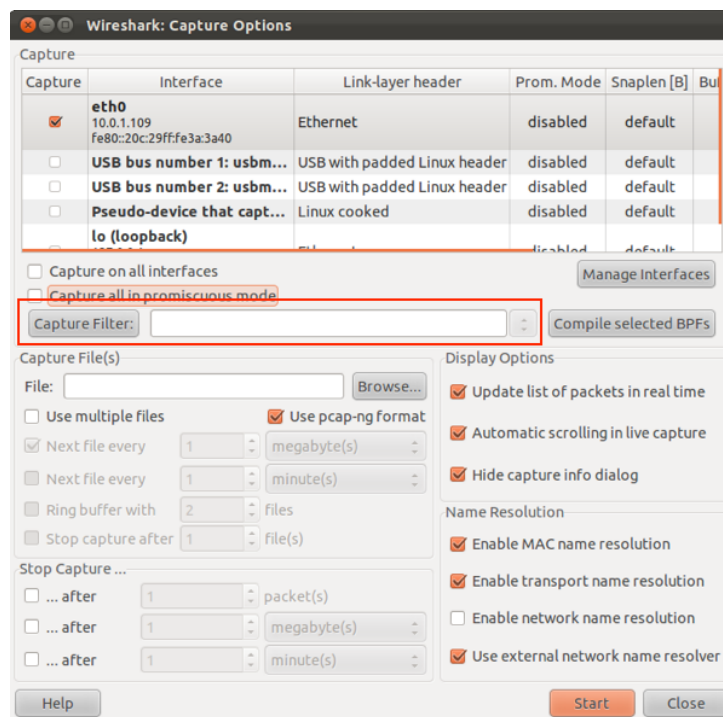 Wireshark: Capture Options
Capture
Capture Interface Link-layer header Prom. Mode Snaplen [B] Buf
eth0
10.0.1.109
fe80::20c:29ff:fe3a:3a40
Ethernet disabled default
USB bus number 1: usbm... USB with padded Linux header disabled default
USB bus number 2: usbm... USB with padded Linux header disabled default
Pseudo-device that capt... Linux cooked disabled default
lo (loopback)
disabled default
Capture on all interfaces
Manage Interfaces
Capture all in promiscuous mode
Capture Filter:
Compile selected BPFs
Capture File(s)
File: Browse...
Use multiple files Use pcap-ng format
Next file every 1 megabyte(s)
Next file every 1 minute(s)
Ring buffer with 2 files
Stop capture after 1 file(s)
Stop Capture ...
... after 1 packet(s)
... after 1 megabyte(s)
... after 1 minute(s)
Display Options
Update list of packets in real time
Automatic scrolling in live capture
Hide capture info dialog
Name Resolution
Enable MAC name resolution
Enable transport name resolution
Enable network name resolution
Use external network name resolver
Help Start Close